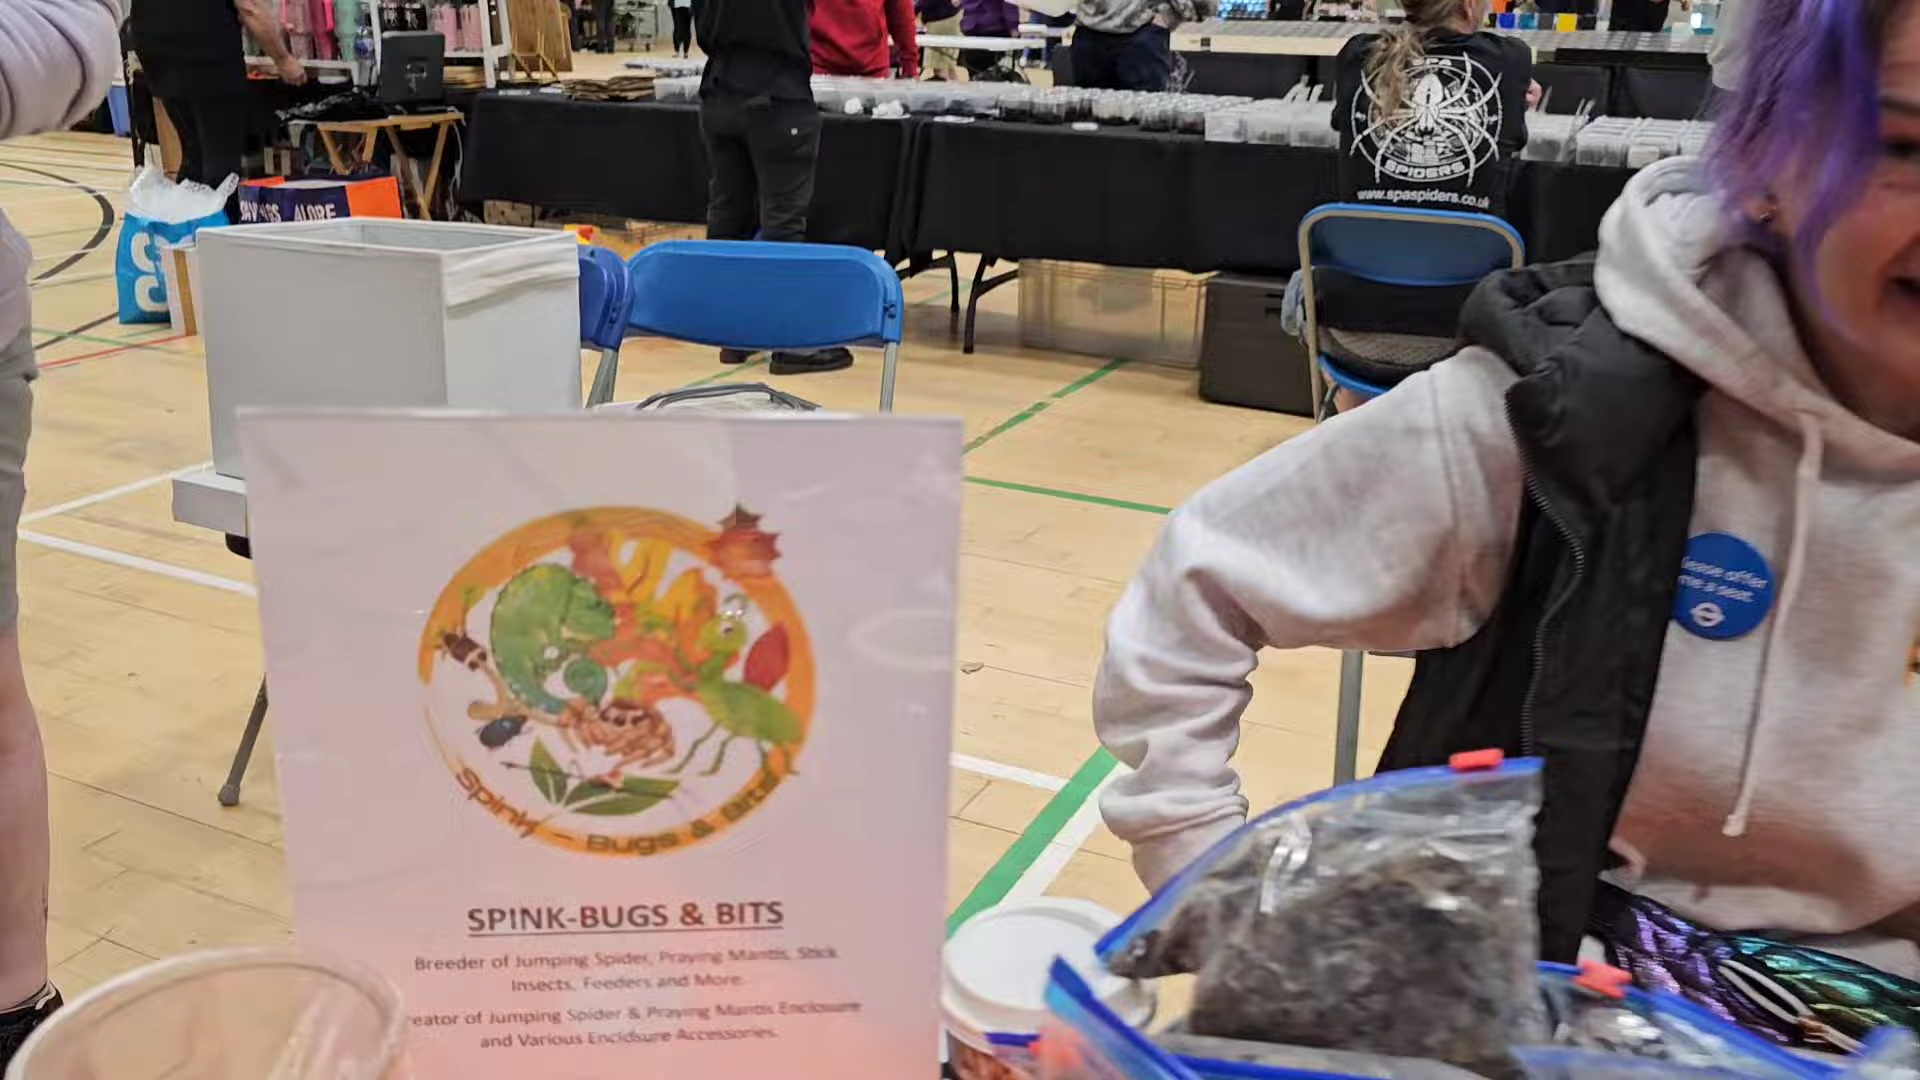 SPA
SPIDERS
www.spaspiders.co.uk
Please offer
me a seat
Spink - Bugs & Bits
SPINK-BUGS & BITS
Breeder of Jumping Spider, Praying Mantis, Stick
Insects, Feeders and More.
Creator of Jumping Spider & Praying Mantis Enclosure
and Various Enclosure Accessories.